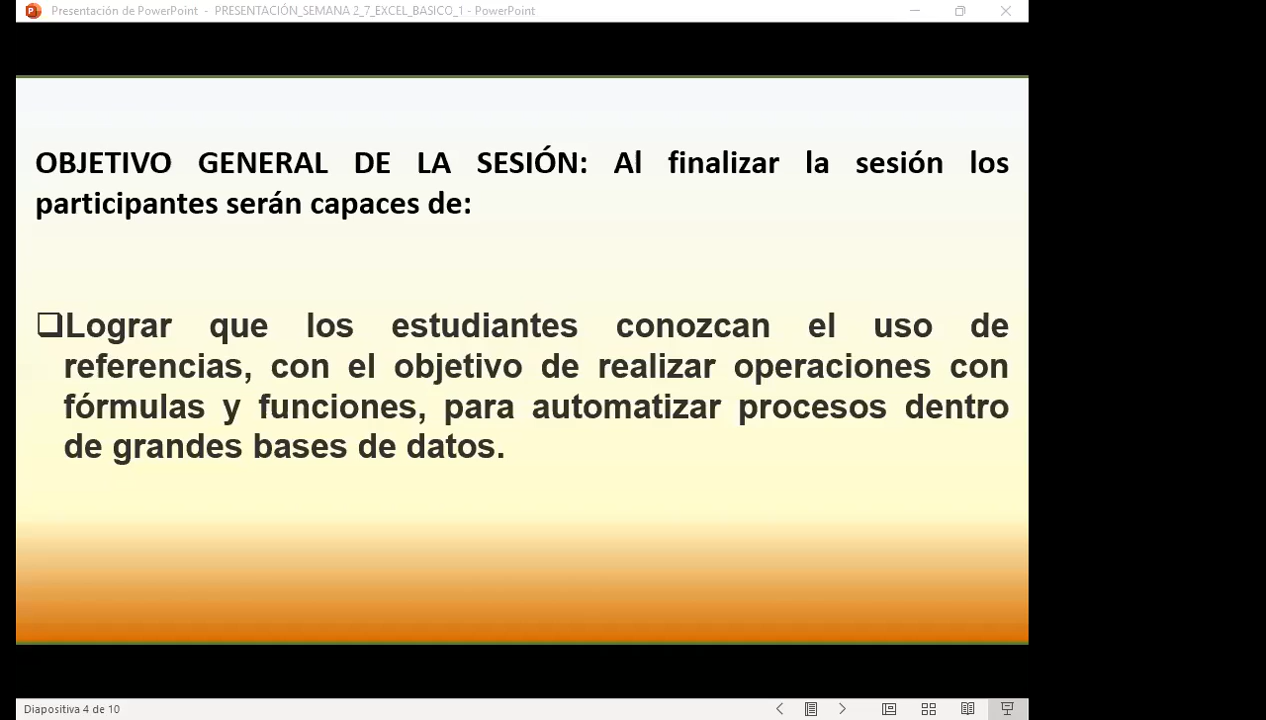 Presentación de PowerPoint - PRESENTACIÓN_SEMANA 2_7_EXCEL_BASICO_1 - PowerPoint
OBJETIVO GENERAL DE LA SESIÓN: Al finalizar la sesión los
participantes serán capaces de:
❑Lograr que los estudiantes conozcan el uso de
referencias, con el objetivo de realizar operaciones con
fórmulas y funciones, para automatizar procesos dentro
de grandes bases de datos.
Diapositiva 4 de 10